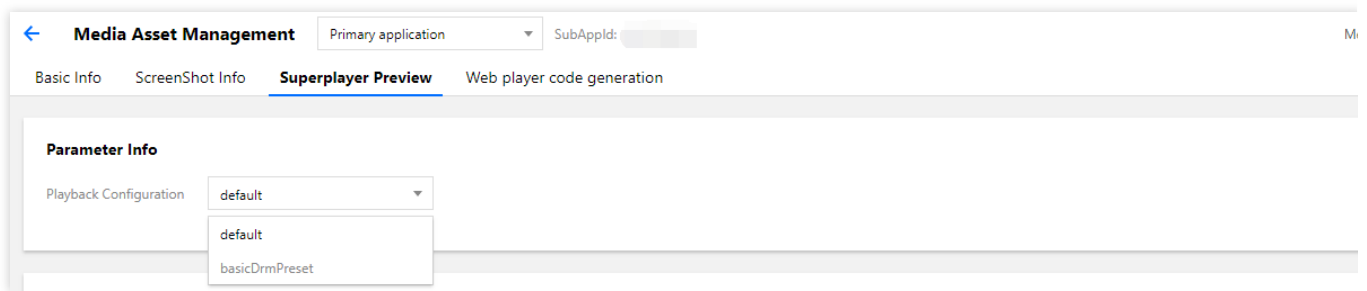 Media Asset Management Primary application SubAppId:
Basic Info ScreenShot Info Superplayer Preview Web player code generation
Parameter Info
Playback Configuration default
default
basicDrmPreset